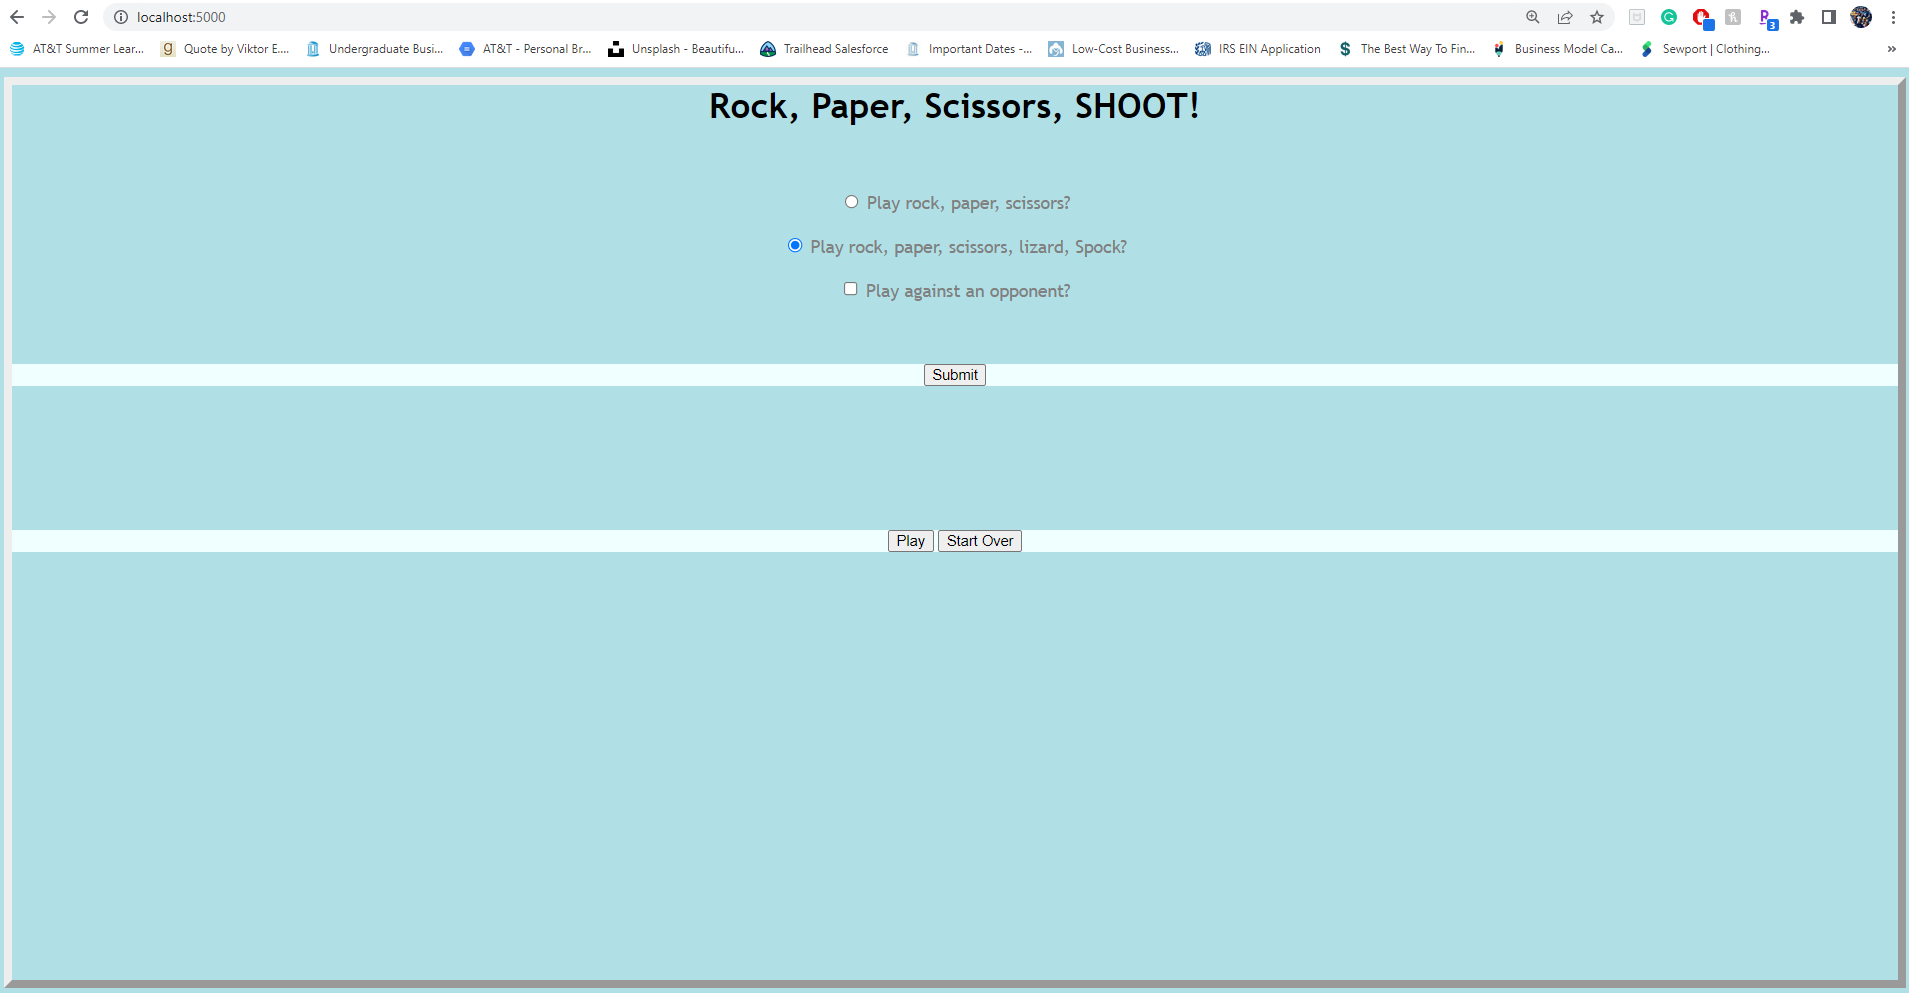 localhost:5000
AT&T Summer Lear... Quote by Viktor E.... Undergraduate Busi... AT&T - Personal Br... Unsplash - Beautifu... Trailhead Salesforce Important Dates -... Low-Cost Business... IRS EIN Application The Best Way To Fin... Business Model Ca... Sewport | Clothing... »
Rock, Paper, Scissors, SHOOT!
Play rock, paper, scissors?
Play rock, paper, scissors, lizard, Spock?
Play against an opponent?
Submit
Play Start Over